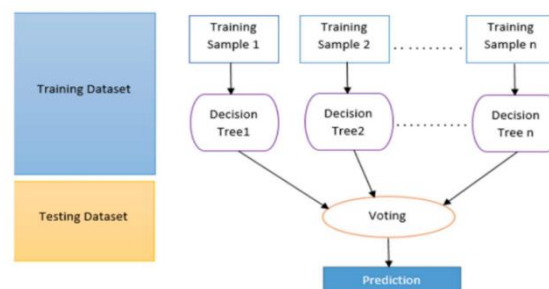 Training Dataset
Testing Dataset
Training
Sample 1
Training
Sample 2
Training
Sample n
Decision
Tree1
Decision
Tree2
Decision
Tree n
Voting
Prediction